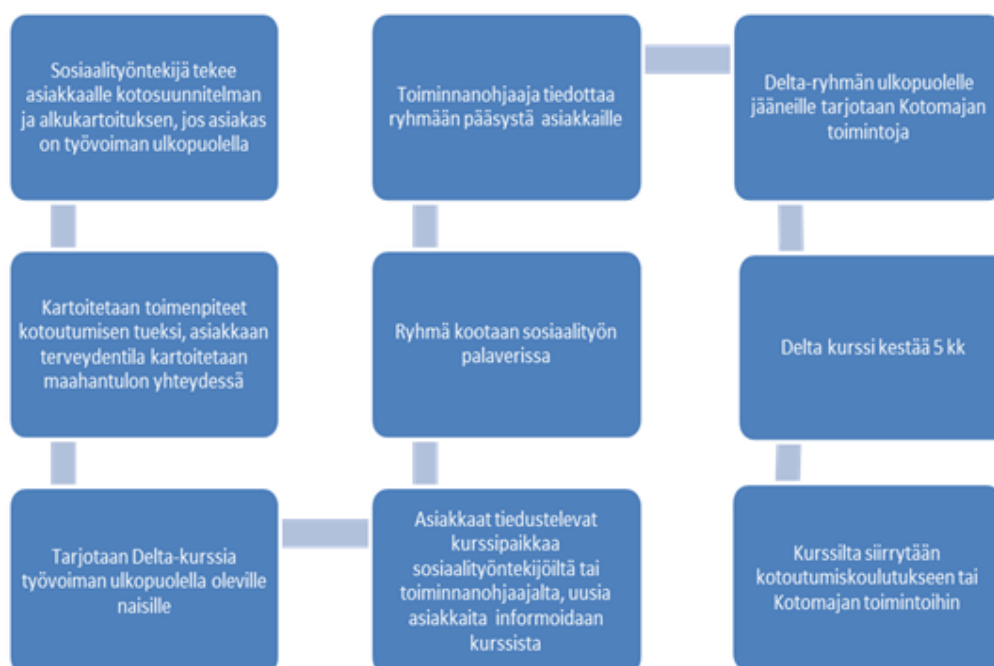 Sosiaalityöntekijä tekee
asiakkaalle kotosuunnitelman
ja alkukartoituksen, jos asiakas
on työvoiman ulkopuolella
Kartoitetaan toimenpiteet
kotoutumisen tueksi, asiakkaan
terveydentila kartoitetaan
maahantulon yhteydessä
Tarjotaan Delta-kurssia
työvoiman ulkopuolella oleville
naisille
Asiakkaat tiedustelevat
kurssipaikkaa
sosiaalityöntekijöiltä tai
toiminnanohjaajalta, uusia
asiakkaita informoidaan
kurssista
Ryhmä kootaan sosiaalityön
palaverissa
Toiminnanohjaaja tiedottaa
ryhmään pääsystä asiakkaille
Delta-ryhmän ulkopuolelle
jääneille tarjotaan Kotomajan
toimintoja
Delta kurssi kestää 5 kk
Kurssilta siirrytään
kotoutumiskoulutukseen tai
Kotomajan toimintoihin